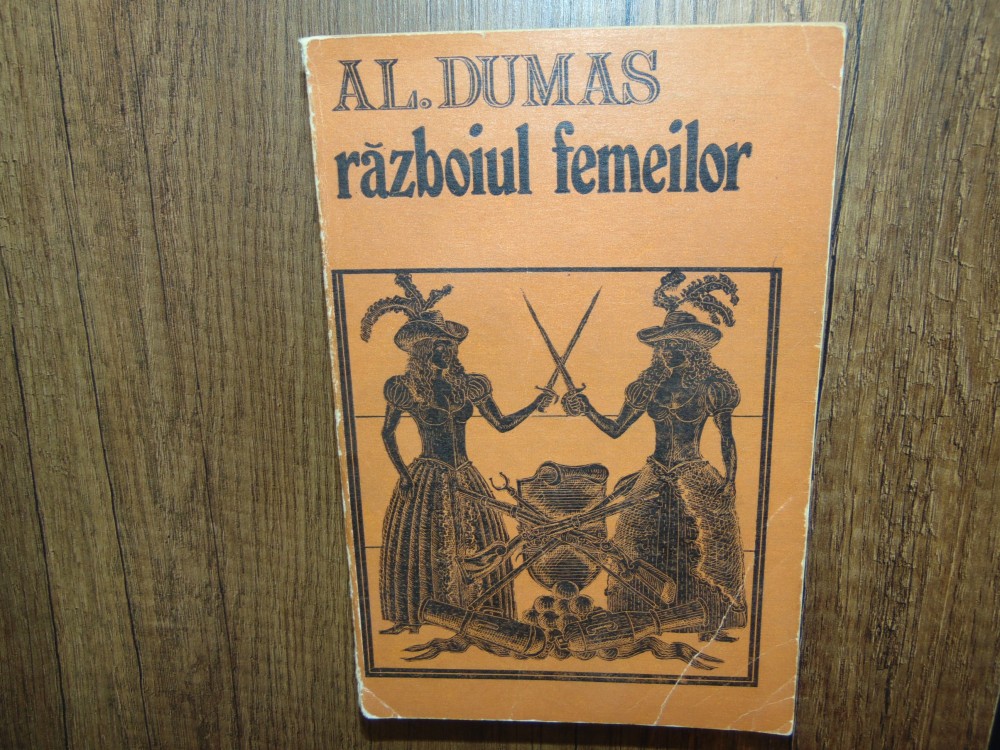 AL. DUMAS
războiul femeilor